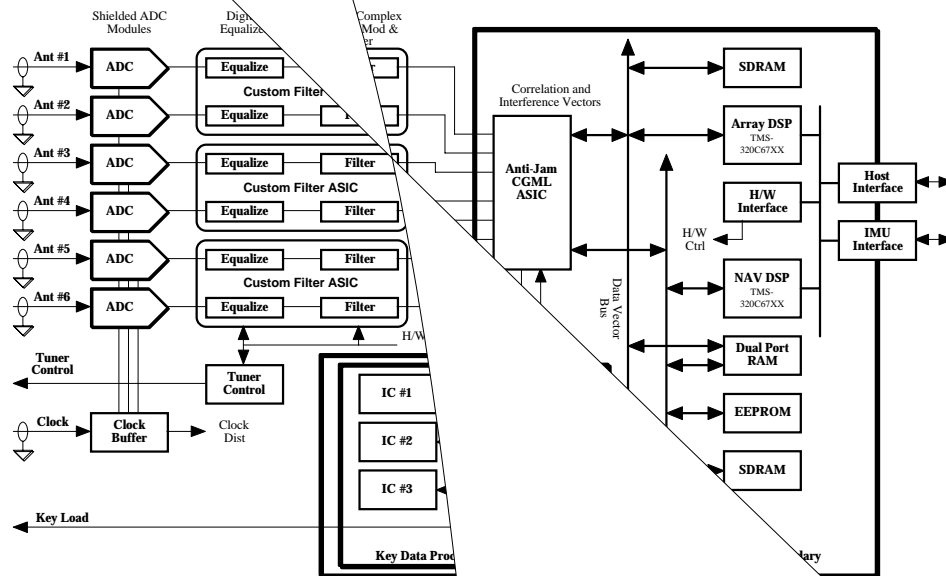 Shielded ADC
Modules
Complex
Mod &
Ant #1
ADC
Equalize
Custom Filter
Ant #2
ADC
Equalize
Ant #3
ADC
Equalize
Filter
Custom Filter ASIC
Ant #4
ADC
Equalize
Filter
Ant #5
ADC
Equalize
Filter
Custom Filter ASIC
Ant #6
ADC
Equalize
Filter
H/W
Tuner
Control
Tuner
Control
Clock
Clock
Buffer
Clock
Dist
IC #1
IC #2
IC #3
Key Load
Key Data Proc
Correlation and
Interference Vectors
Anti-Jam
CGML
ASIC
Data Vector
Bus
SDRAM
Array DSP
TMS-
320C67XX
H/W
Interface
H/W
Ctrl
NAV DSP
TMS-
320C67XX
Dual Port
RAM
EEPROM
SDRAM
Host
Interface
IMU
Interface